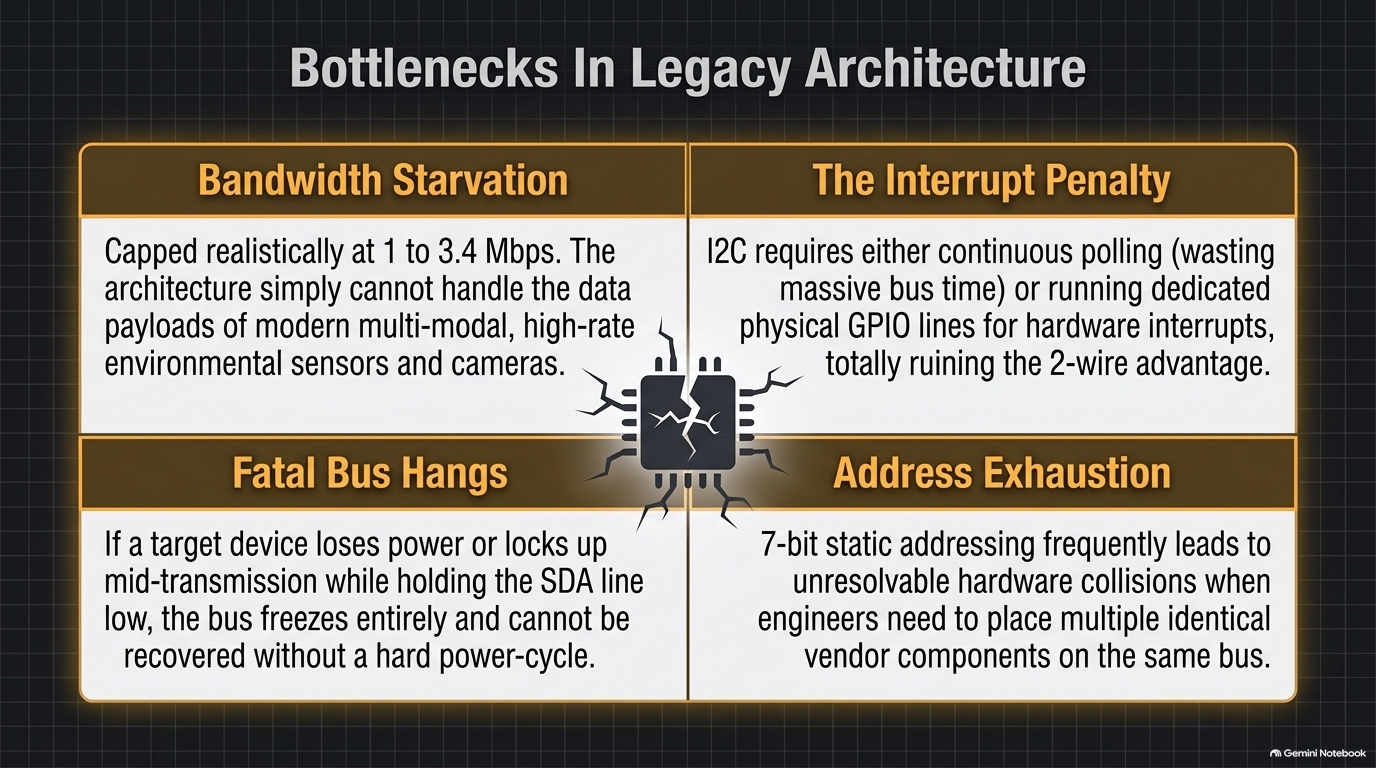 Bottlenecks In Legacy Architecture
Bandwidth Starvation
Capped realistically at 1 to 3.4 Mbps. The
architecture simply cannot handle the data
payloads of modern multi-modal, high-rate
environmental sensors and cameras.
The Interrupt Penalty
I2C requires either continuous polling (wasting
massive bus time) or running dedicated
physical GPIO lines for hardware interrupts,
totally ruining the 2-wire advantage.
Fatal Bus Hangs
If a target device loses power or locks up
mid-transmission while holding the SDA line
low, the bus freezes entirely and cannot be
recovered without a hard power-cycle.
Address Exhaustion
7-bit static addressing frequently leads to
unresolvable hardware collisions when
engineers need to place multiple identical
vendor components on the same bus.
Gemini Notebook